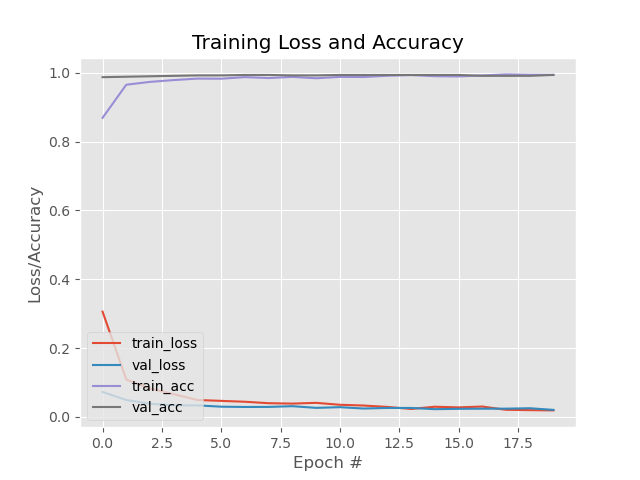 Training Loss and Accuracy
1.0
0.8
0.6
0.4
0.2
0.0
Loss/Accuracy
train_loss
val_loss
train_acc
val_acc
0.0 2.5 5.0 7.5 10.0 12.5 15.0 17.5
Epoch #